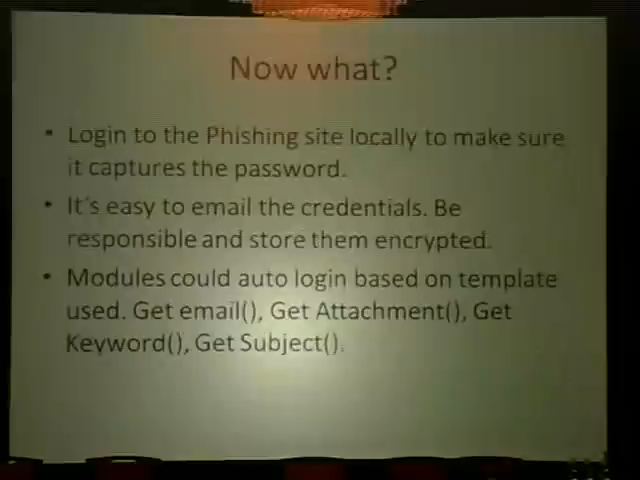 Now what?
• Login to the Phishing site locally to make sure
it captures the password.
• It's easy to email the credentials. Be
responsible and store them encrypted.
• Modules could auto login based on template
used. Get email(), Get Attachment(), Get
Keyword(), Get Subject().